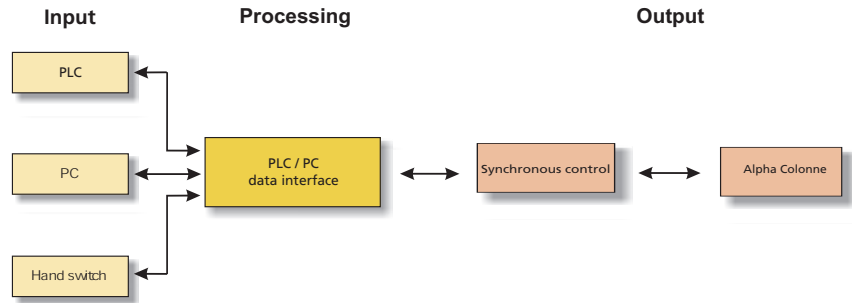 Input
Processing
Output
PLC
PC
Hand switch
PLC / PC
data interface
Synchronous control
Alpha Colonne